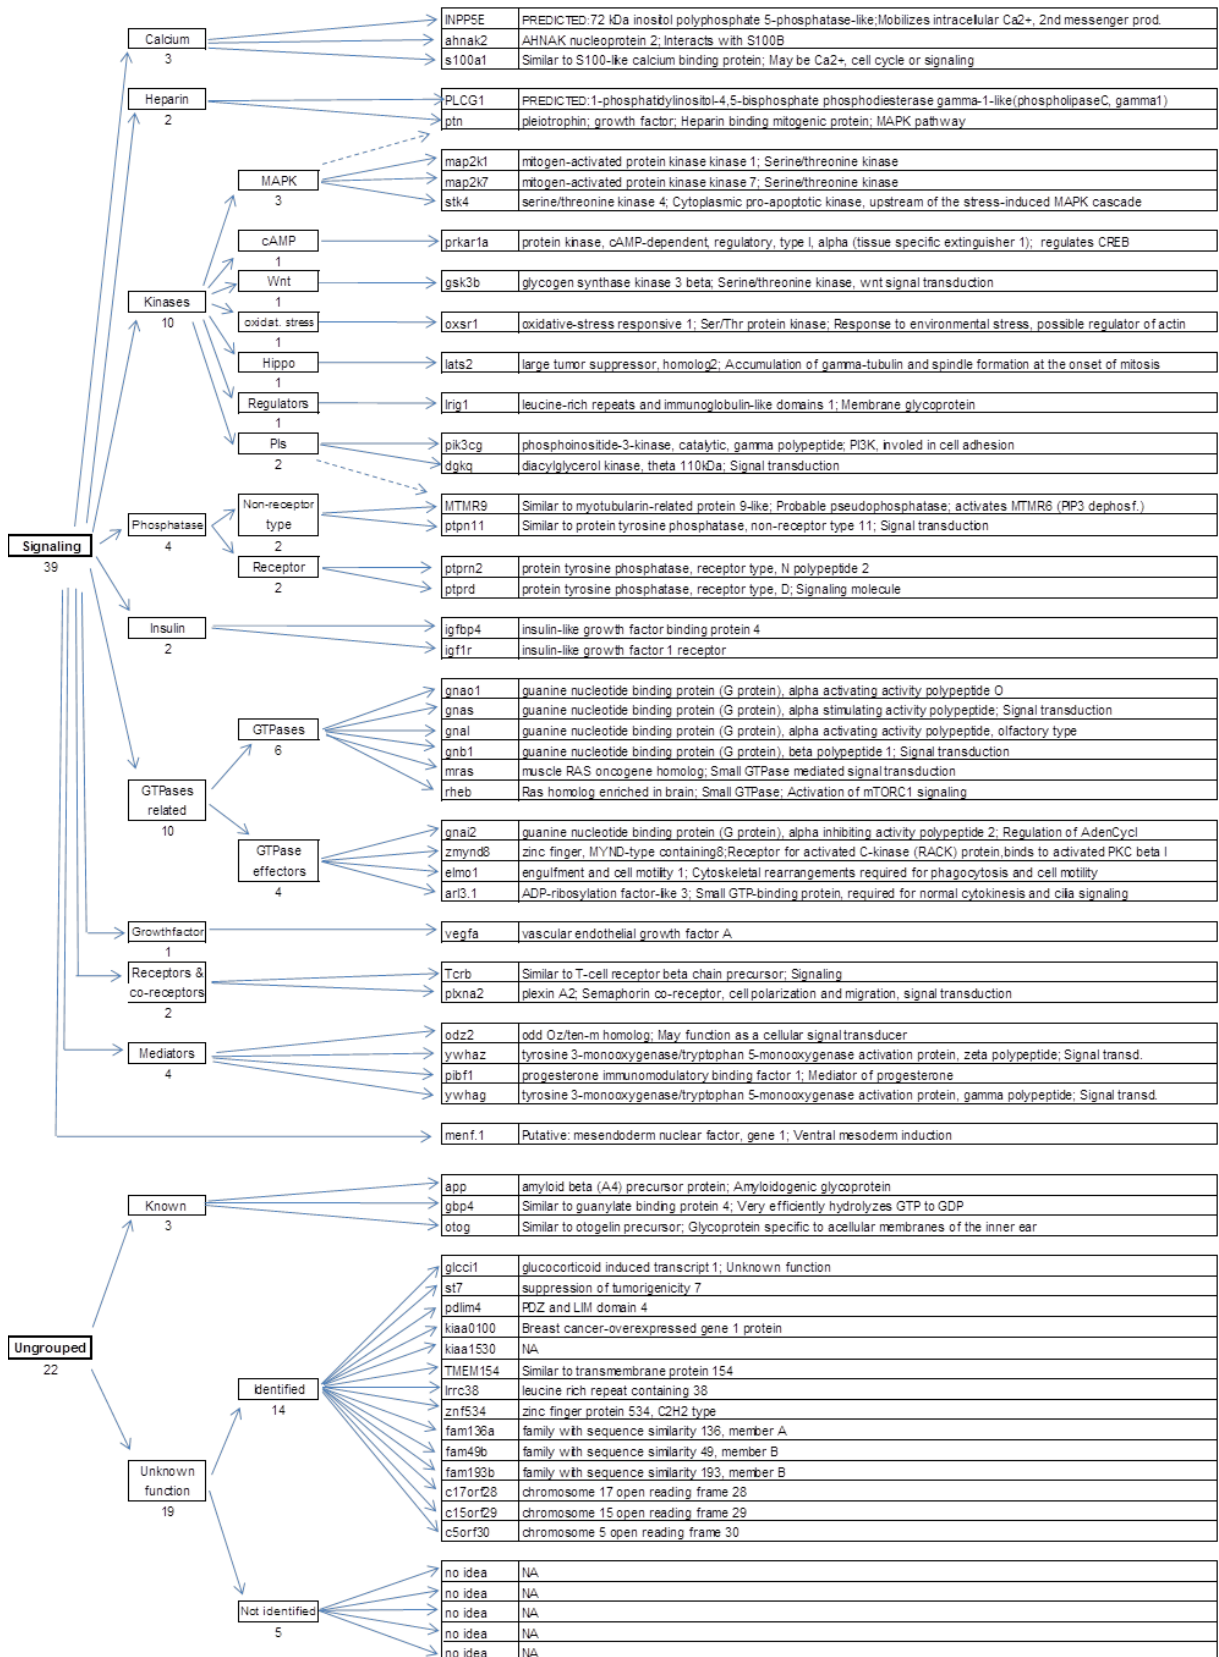 INPP5E PREDICTED:72 kDa inositol polyphosphate 5-phosphatase-like;Mobilizes intracellular Ca2+, 2nd messenger prod.
Calcium
3
ahnak2 AHNAK nucleoprotein 2; Interacts with S100B
s100a1 Similar to S100-like calcium binding protein; May be Ca2+, cell cycle or signaling
Heparin
2
PLCG1 PREDICTED:1-phosphatidylinositol-4,5-bisphosphate phosphodiesterase gamma-1-like(phospholipaseC, gamma1)
ptn pleiotrophin; growth factor; Heparin binding mitogenic protein; MAPK pathway
MAPK
3
map2k1 mitogen-activated protein kinase kinase 1; Serine/threonine kinase
map2k7 mitogen-activated protein kinase kinase 7; Serine/threonine kinase
stk4 serine/threonine kinase 4; Cytoplasmic pro-apoptotic kinase, upstream of the stress-induced MAPK cascade
cAMP
1
prkar1a protein kinase, cAMP-dependent, regulatory, type I, alpha (tissue specific extinguisher 1); regulates CREB
Kinases
10
Wnt
1
gsk3b glycogen synthase kinase 3 beta; Serine/threonine kinase, wnt signal transduction
oxidat. stress
1
oxsr1 oxidative-stress responsive 1; Ser/Thr protein kinase; Response to environmental stress, possible regulator of actin
Hippo
1
lats2 large tumor suppressor, homolog2; Accumulation of gamma-tubulin and spindle formation at the onset of mitosis
Regulators
1
lrig1 leucine-rich repeats and immunoglobulin-like domains 1; Membrane glycoprotein
PIs
2
pik3cg phosphoinositide-3-kinase, catalytic, gamma polypeptide; PI3K, involed in cell adhesion
dgkq diacylglycerol kinase, theta 110kDa; Signal transduction
Signaling
39
Phosphatase
4
Non-receptor
type
2
MTMR9 Similar to myotubularin-related protein 9-like; Probable pseudophosphatase; activates MTMR6 (PIP3 dephosf.)
ptpn11 Similar to protein tyrosine phosphatase, non-receptor type 11; Signal transduction
Receptor
2
ptprn2 protein tyrosine phosphatase, receptor type, N polypeptide 2
ptprd protein tyrosine phosphatase, receptor type, D; Signaling molecule
Insulin
2
igfbp4 insulin-like growth factor binding protein 4
igf1r insulin-like growth factor 1 receptor
GTPases
related
10
GTPases
6
gnao1 guanine nucleotide binding protein (G protein), alpha activating activity polypeptide O
gnas guanine nucleotide binding protein (G protein), alpha stimulating activity polypeptide; Signal transduction
gnal guanine nucleotide binding protein (G protein), alpha activating activity polypeptide, olfactory type
gnb1 guanine nucleotide binding protein (G protein), beta polypeptide 1; Signal transduction
mras muscle RAS oncogene homolog; Small GTPase mediated signal transduction
rheb Ras homolog enriched in brain; Small GTPase; Activation of mTORC1 signaling
GTPase
effectors
4
gnai2 guanine nucleotide binding protein (G protein), alpha inhibiting activity polypeptide 2; Regulation of AdenCycl
zmynd8 zinc finger, MYND-type containing8;Receptor for activated C-kinase (RACK) protein,binds to activated PKC beta I
elmo1 engulfment and cell motility 1; Cytoskeletal rearrangements required for phagocytosis and cell motility
arl3.1 ADP-ribosylation factor-like 3; Small GTP-binding protein, required for normal cytokinesis and cilia signaling
Growthfactor
1
vegfa vascular endothelial growth factor A
Receptors &
co-receptors
2
Tcrb Similar to T-cell receptor beta chain precursor; Signaling
plxna2 plexin A2; Semaphorin co-receptor, cell polarization and migration, signal transduction
Mediators
4
odz2 odd Oz/ten-m homolog; May function as a cellular signal transducer
ywhaz tyrosine 3-monooxygenase/tryptophan 5-monooxygenase activation protein, zeta polypeptide; Signal transd.
pibf1 progesterone immunomodulatory binding factor 1; Mediator of progesterone
ywhag tyrosine 3-monooxygenase/tryptophan 5-monooxygenase activation protein, gamma polypeptide; Signal transd.
menf.1 Putative: mesendoderm nuclear factor, gene 1; Ventral mesoderm induction
Known
3
app amyloid beta (A4) precursor protein; Amyloidogenic glycoprotein
gbp4 Similar to guanylate binding protein 4; Very efficiently hydrolyzes GTP to GDP
otog Similar to otogelin precursor; Glycoprotein specific to acellular membranes of the inner ear
Ungrouped
22
Unknown
function
19
Identified
14
glcci1 glucocorticoid induced transcript 1; Unknown function
st7 suppression of tumorigenicity 7
pdlim4 PDZ and LIM domain 4
kiaa0100 Breast cancer-overexpressed gene 1 protein
kiaa1530 NA
TMEM154 Similar to transmembrane protein 154
lrrc38 leucine rich repeat containing 38
znf534 zinc finger protein 534, C2H2 type
fam136a family with sequence similarity 136, member A
fam49b family with sequence similarity 49, member B
fam193b family with sequence similarity 193, member B
c17orf28 chromosome 17 open reading frame 28
c15orf29 chromosome 15 open reading frame 29
c5orf30 chromosome 5 open reading frame 30
Not identified
5
no idea NA
no idea NA
no idea NA
no idea NA
no idea NA